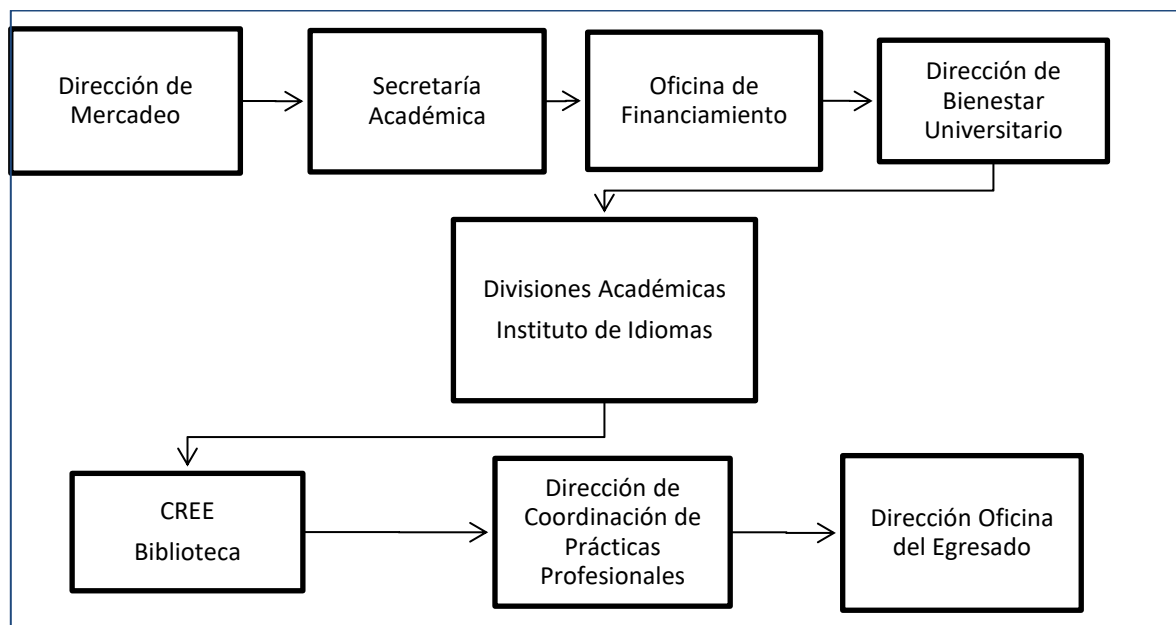 Dirección de
Mercadeo
Secretaría
Académica
Oficina de
Financiamiento
Dirección de
Bienestar
Universitario
Divisiones Académicas
Instituto de Idiomas
CREE
Biblioteca
Dirección de
Coordinación de
Prácticas
Profesionales
Dirección Oficina
del Egresado